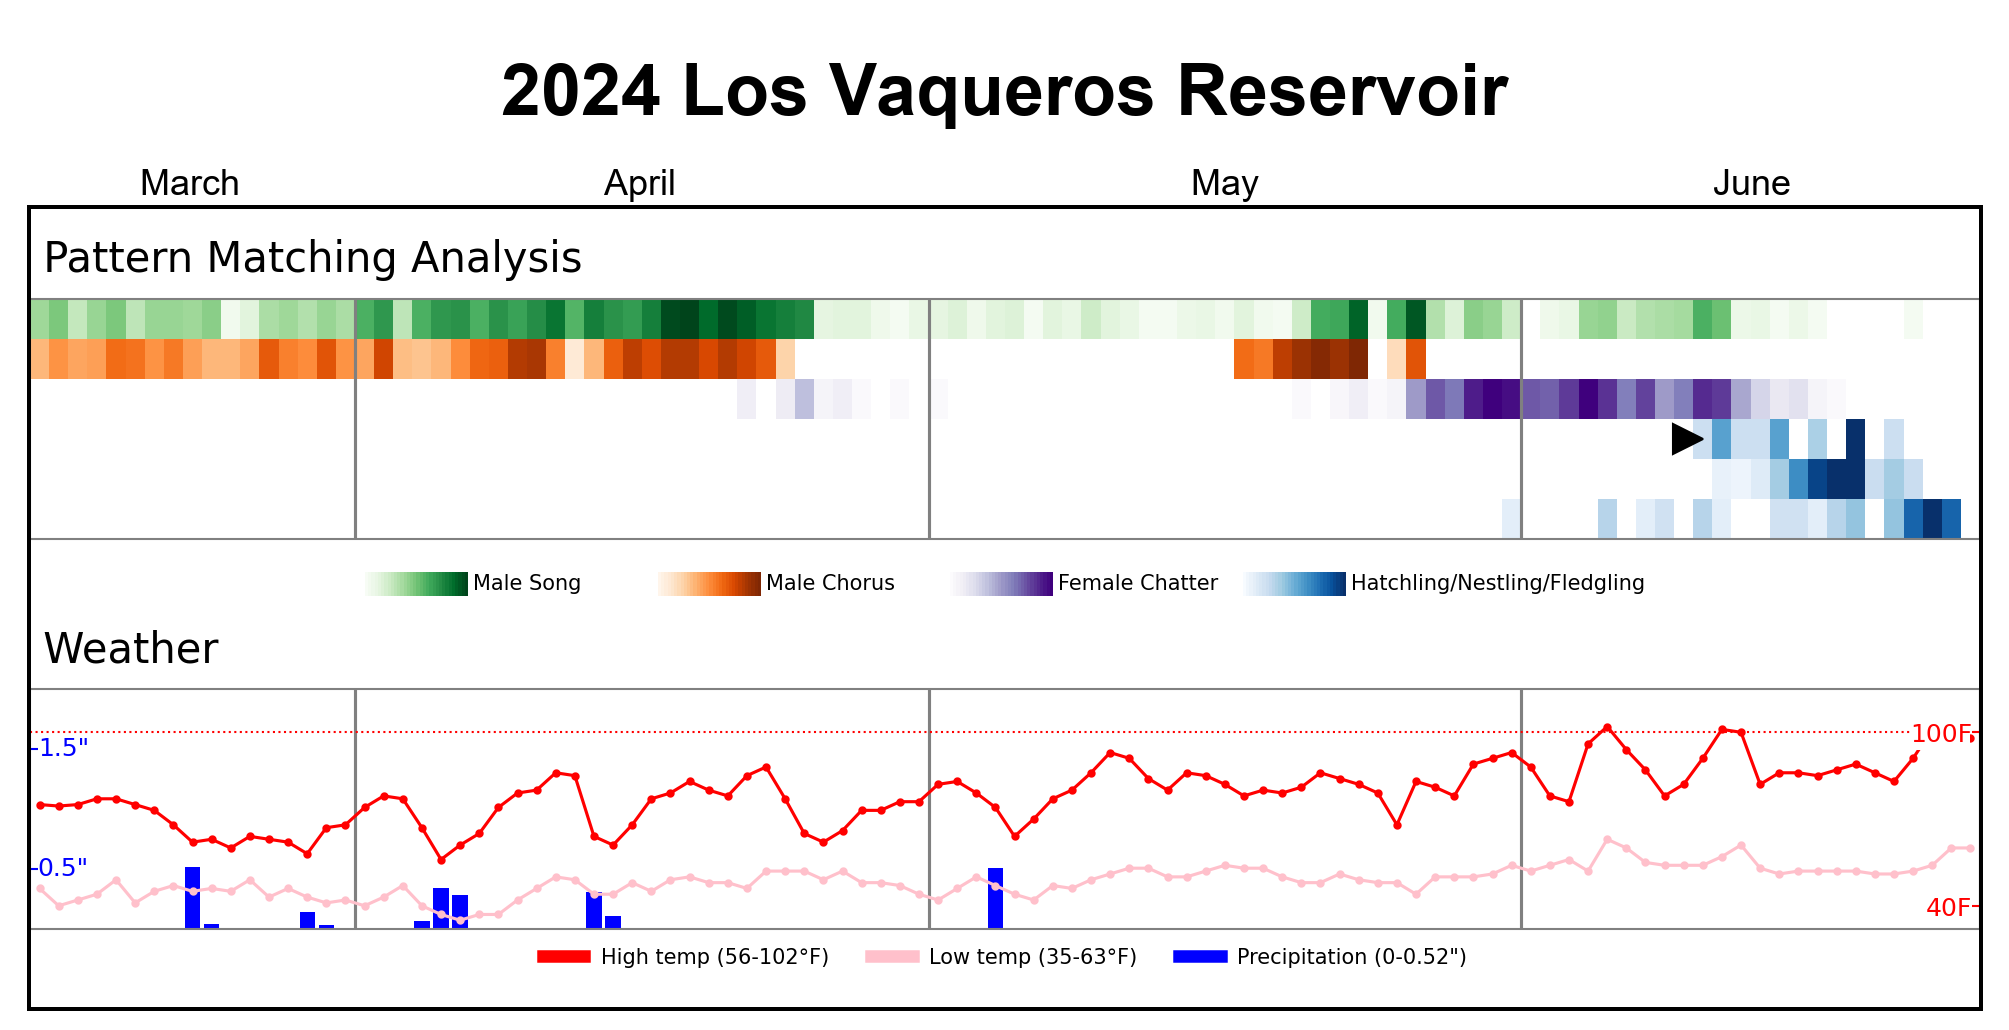 2024 Los Vaqueros Reservoir
March April May June
Pattern Matching Analysis
Male Song Male Chorus Female Chatter Hatchling/Nestling/Fledgling
Weather
1.5" 100F
0.5" 40F
High temp (56-102°F) Low temp (35-63°F) Precipitation (0-0.52")